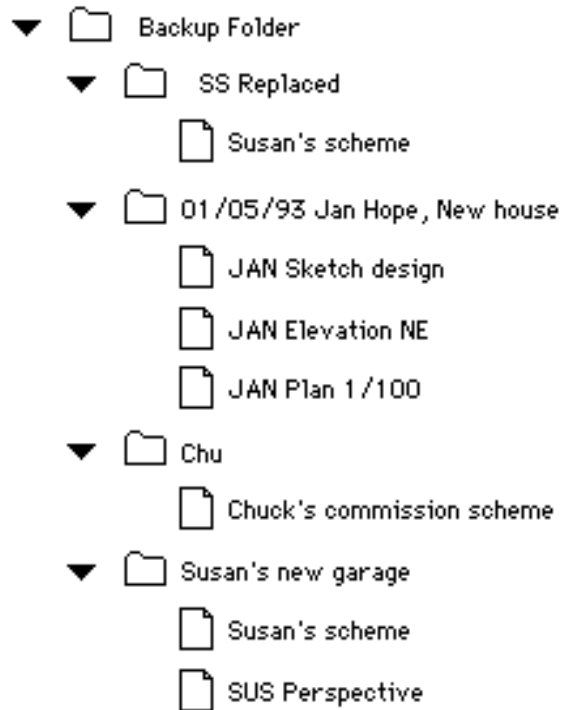 Backup Folder
SS Replaced
Susan's scheme
01/05/93 Jan Hope, New house
JAN Sketch design
JAN Elevation NE
JAN Plan 1/100
Chu
Chuck's commission scheme
Susan's new garage
Susan's scheme
SUS Perspective